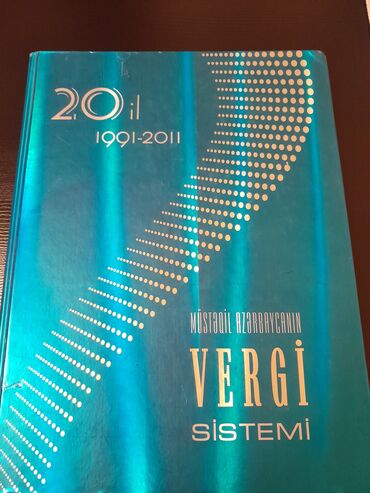 20 il
1991-2011
MÜSTƏQİL AZƏRBAYCANIN
VERGİ
SİSTEMİ